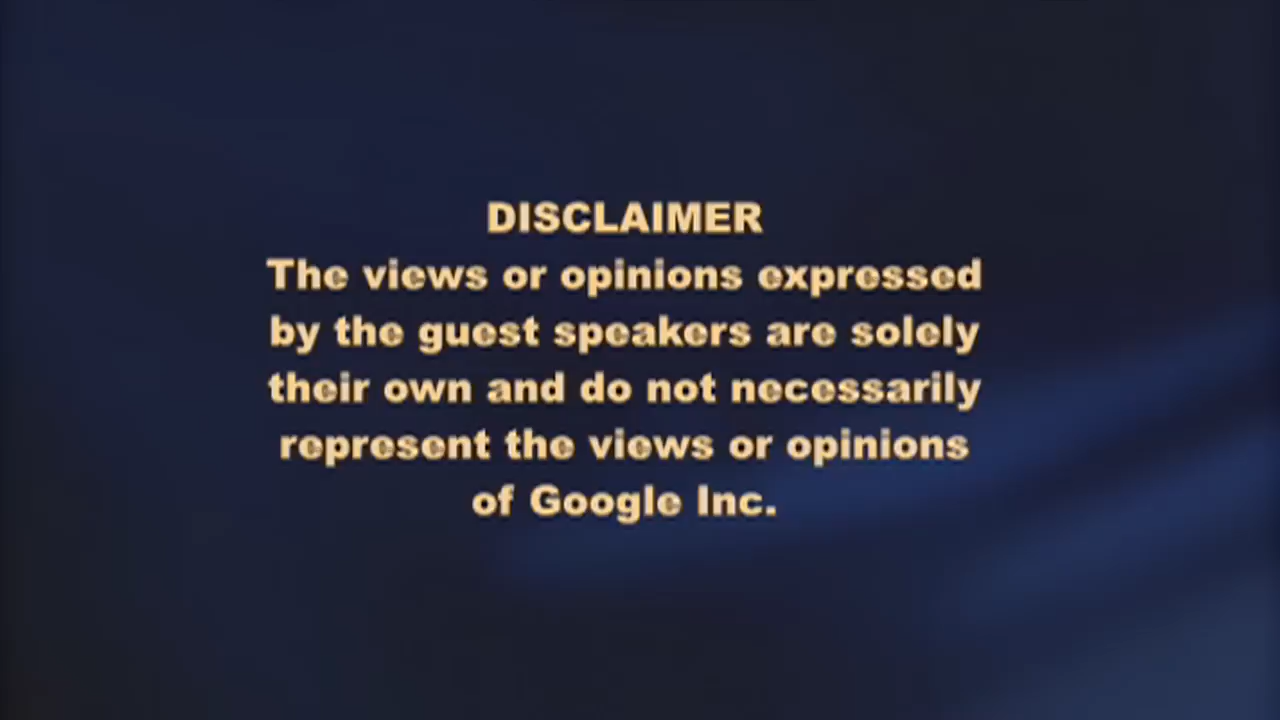 DISCLAIMER
The views or opinions expressed
by the guest speakers are solely
their own and do not necessarily
represent the views or opinions
of Google Inc.